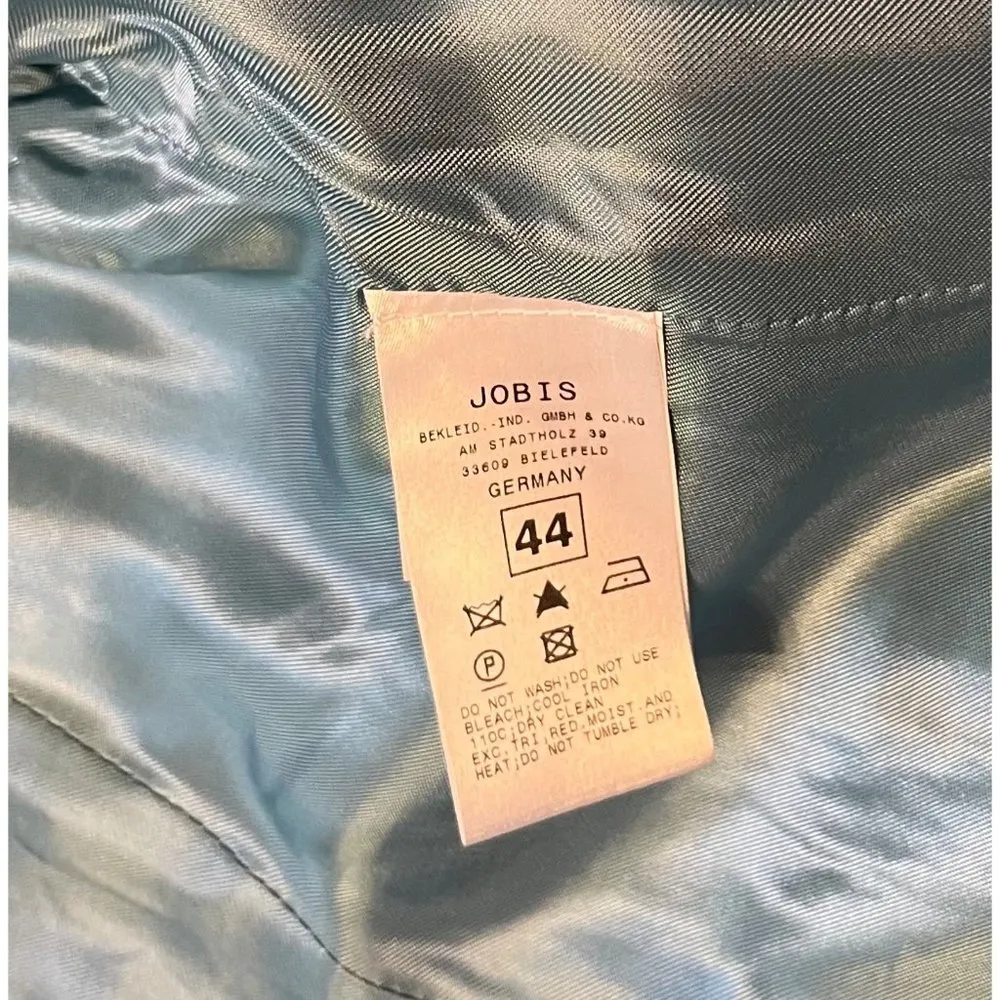 JOBIS
BEKLEID.-IND. GMBH & CO.KG
AM STADTHOLZ 39
33609 BIELEFELD
GERMANY
44
P
DO NOT WASH;DO NOT USE
BLEACH;COOL IRON
110C;DRY CLEAN
EXC.TRI,RED.MOIST.AND
HEAT;DO NOT TUMBLE DRY;